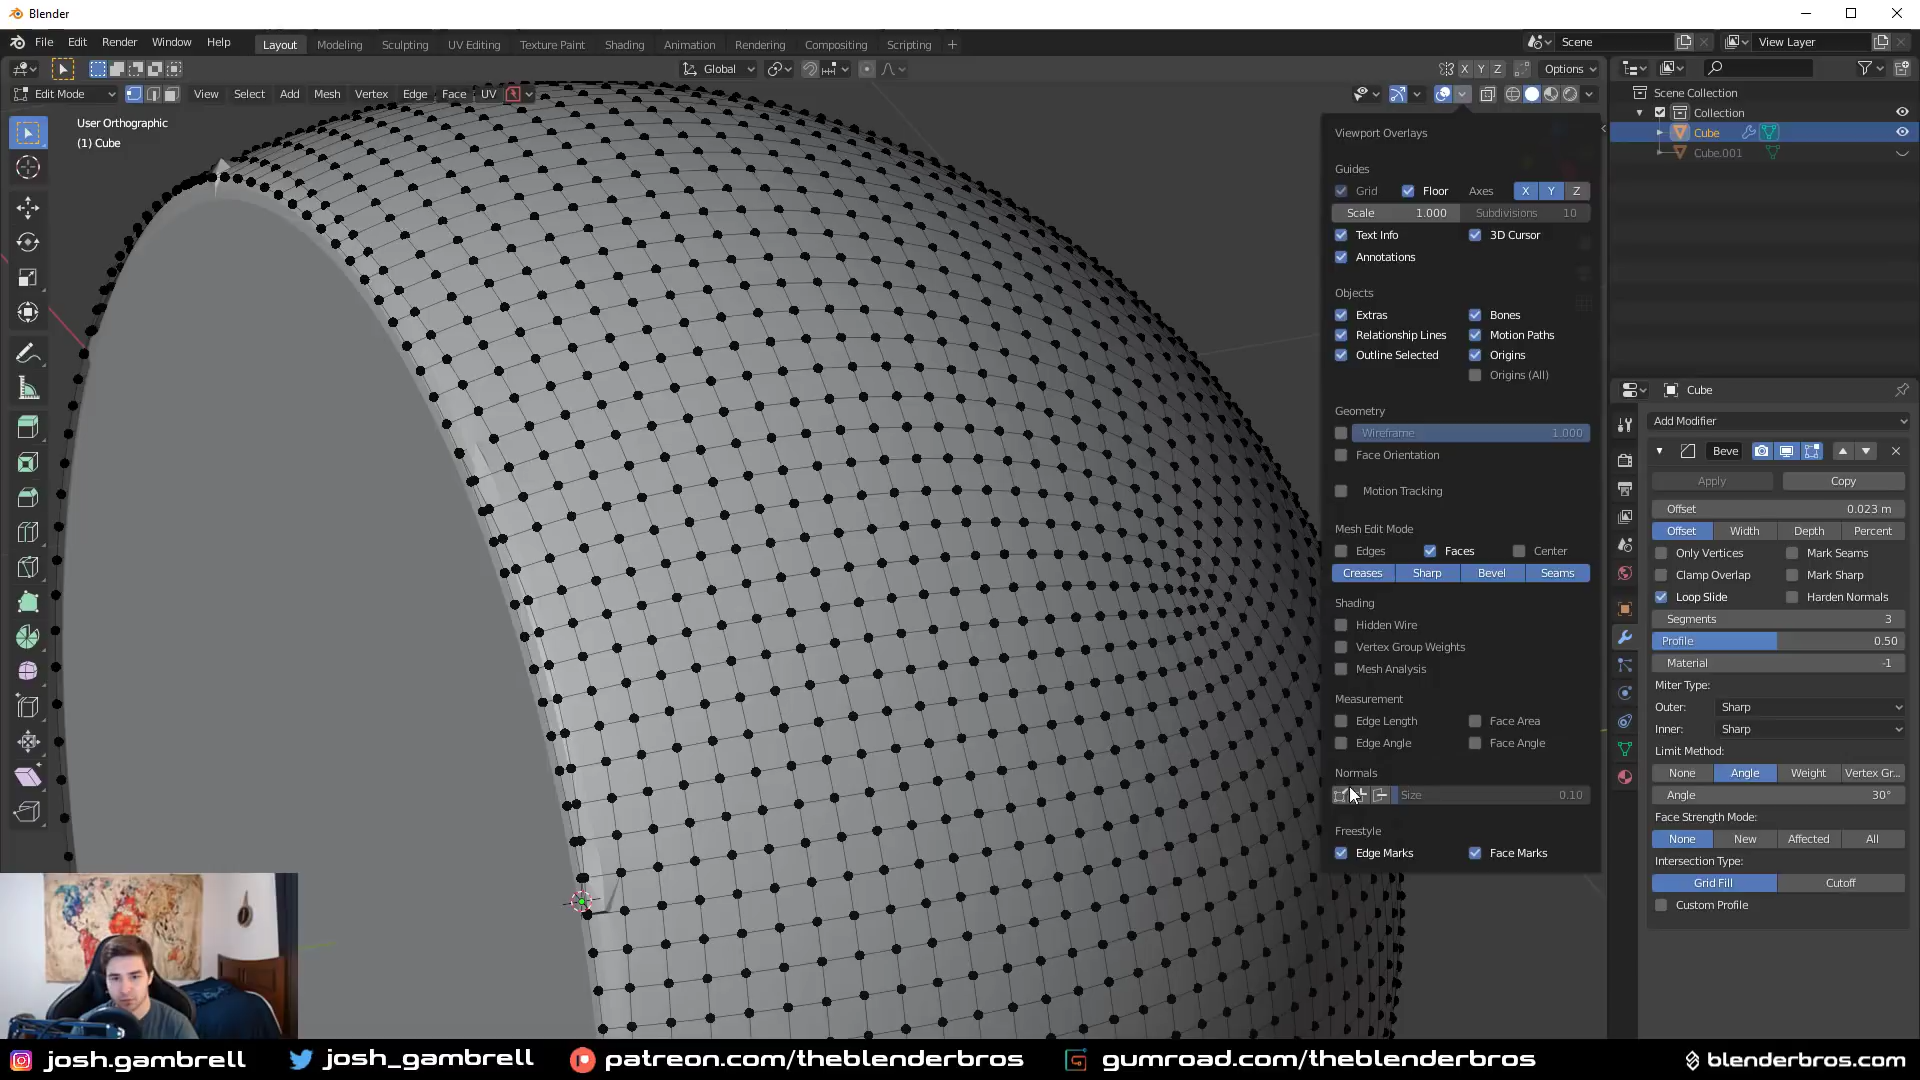 Blender
File Edit Render Window Help
Layout Modeling Sculpting UV Editing Texture Paint Shading Animation Rendering Compositing Scripting +
Scene
View Layer
Global
X Y Z
Options
Edit Mode
View Select Add Mesh Vertex Edge Face UV
User Orthographic
(1) Cube
Viewport Overlays
Guides
Grid Floor Axes X Y Z
Scale 1.000 Subdivisions 10
Text Info 3D Cursor
Annotations
Objects
Extras Bones
Relationship Lines Motion Paths
Outline Selected Origins
Origins (All)
Geometry
Wireframe 1.000
Face Orientation
Motion Tracking
Mesh Edit Mode
Edges Faces Center
Creases Sharp Bevel Seams
Shading
Hidden Wire
Vertex Group Weights
Mesh Analysis
Measurement
Edge Length Face Area
Edge Angle Face Angle
Normals
Size 0.10
Freestyle
Edge Marks Face Marks
Scene Collection
Collection
Cube
Cube.001
Cube
Add Modifier
Beve
Apply Copy
Offset 0.023 m
Offset Width Depth Percent
Only Vertices Mark Seams
Clamp Overlap Mark Sharp
Loop Slide Harden Normals
Segments 3
Profile 0.50
Material -1
Miter Type:
Outer: Sharp
Inner: Sharp
Limit Method:
None Angle Weight Vertex Gr...
Angle 30°
Face Strength Mode:
None New Affected All
Intersection Type:
Grid Fill Cutoff
Custom Profile
josh.gambrell josh_gambrell patreon.com/theblenderbros gumroad.com/theblenderbros blenderbros.com